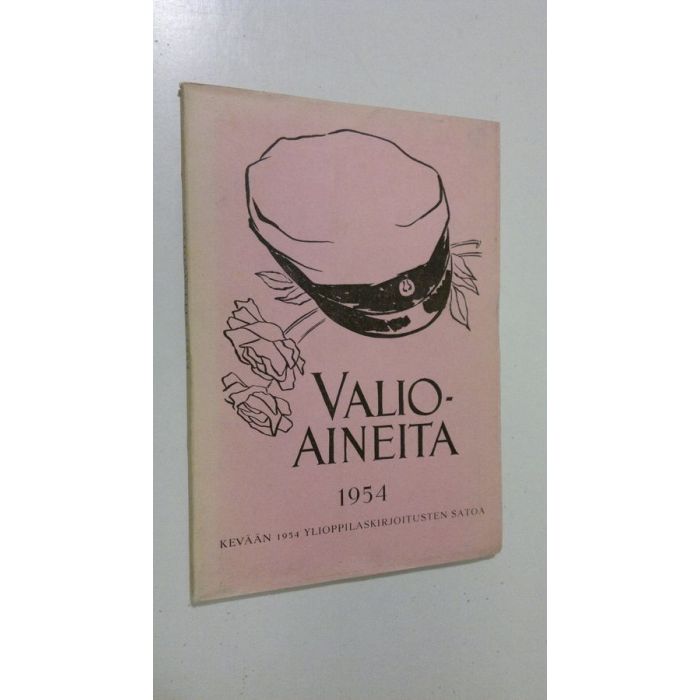 VALIO-
AINEITA
1954
KEVÄÄN 1954 YLIOPPILASKIRJOITUSTEN SATOA